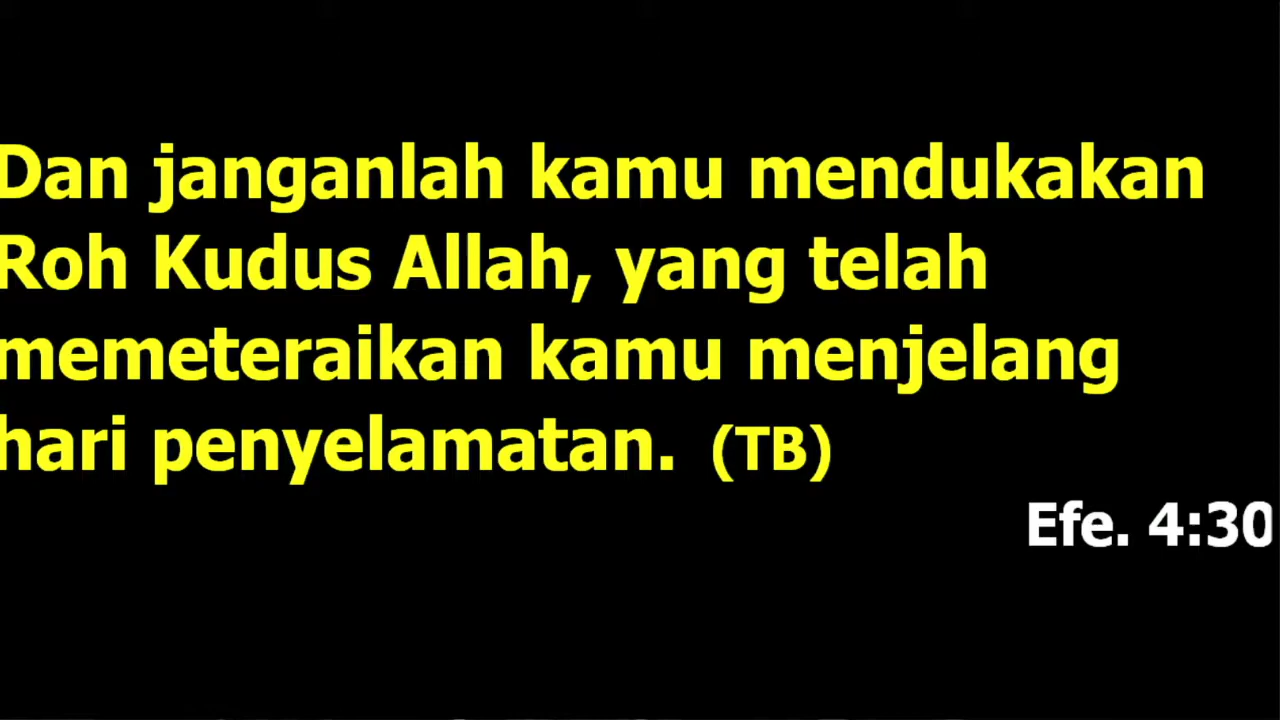 Dan janganlah kamu mendukakan
Roh Kudus Allah, yang telah
memeteraikan kamu menjelang
hari penyelamatan. (TB)
Efe. 4:30